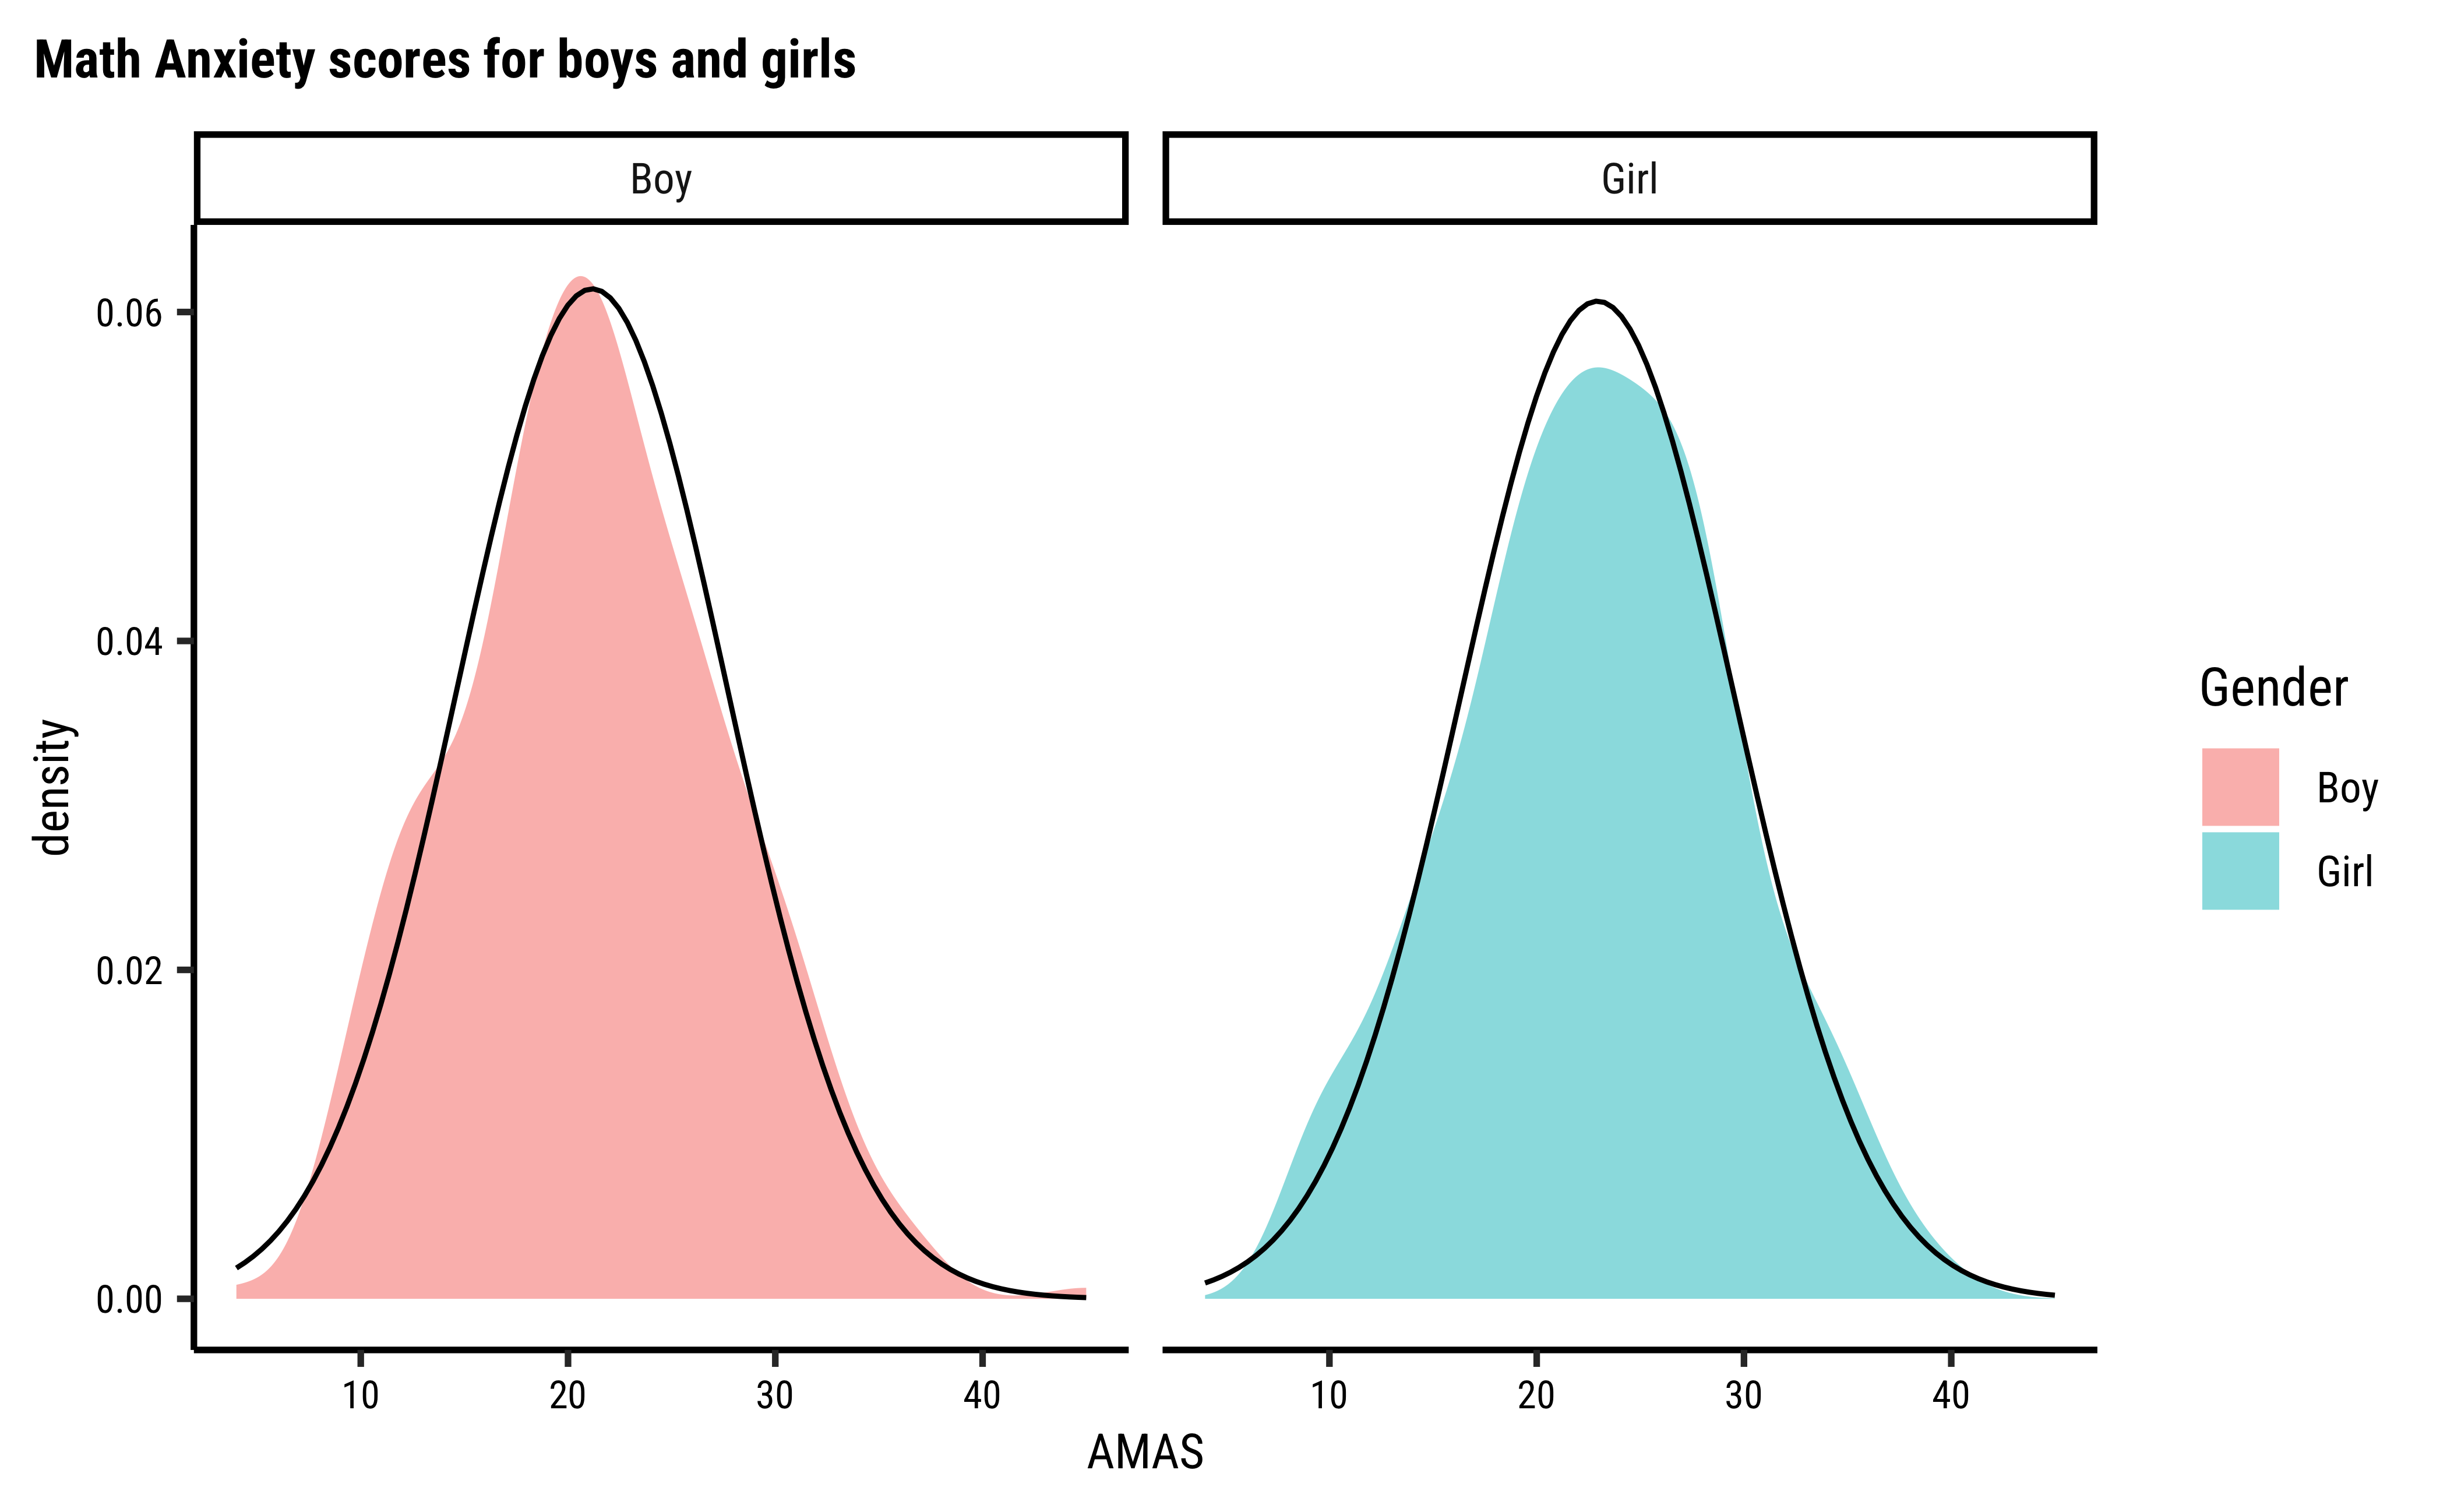 Math Anxiety scores for boys and girls
Boy
Girl
0.06
0.04
0.02
0.00
density
10 20 30 40
10 20 30 40
AMAS
Gender
Boy
Girl